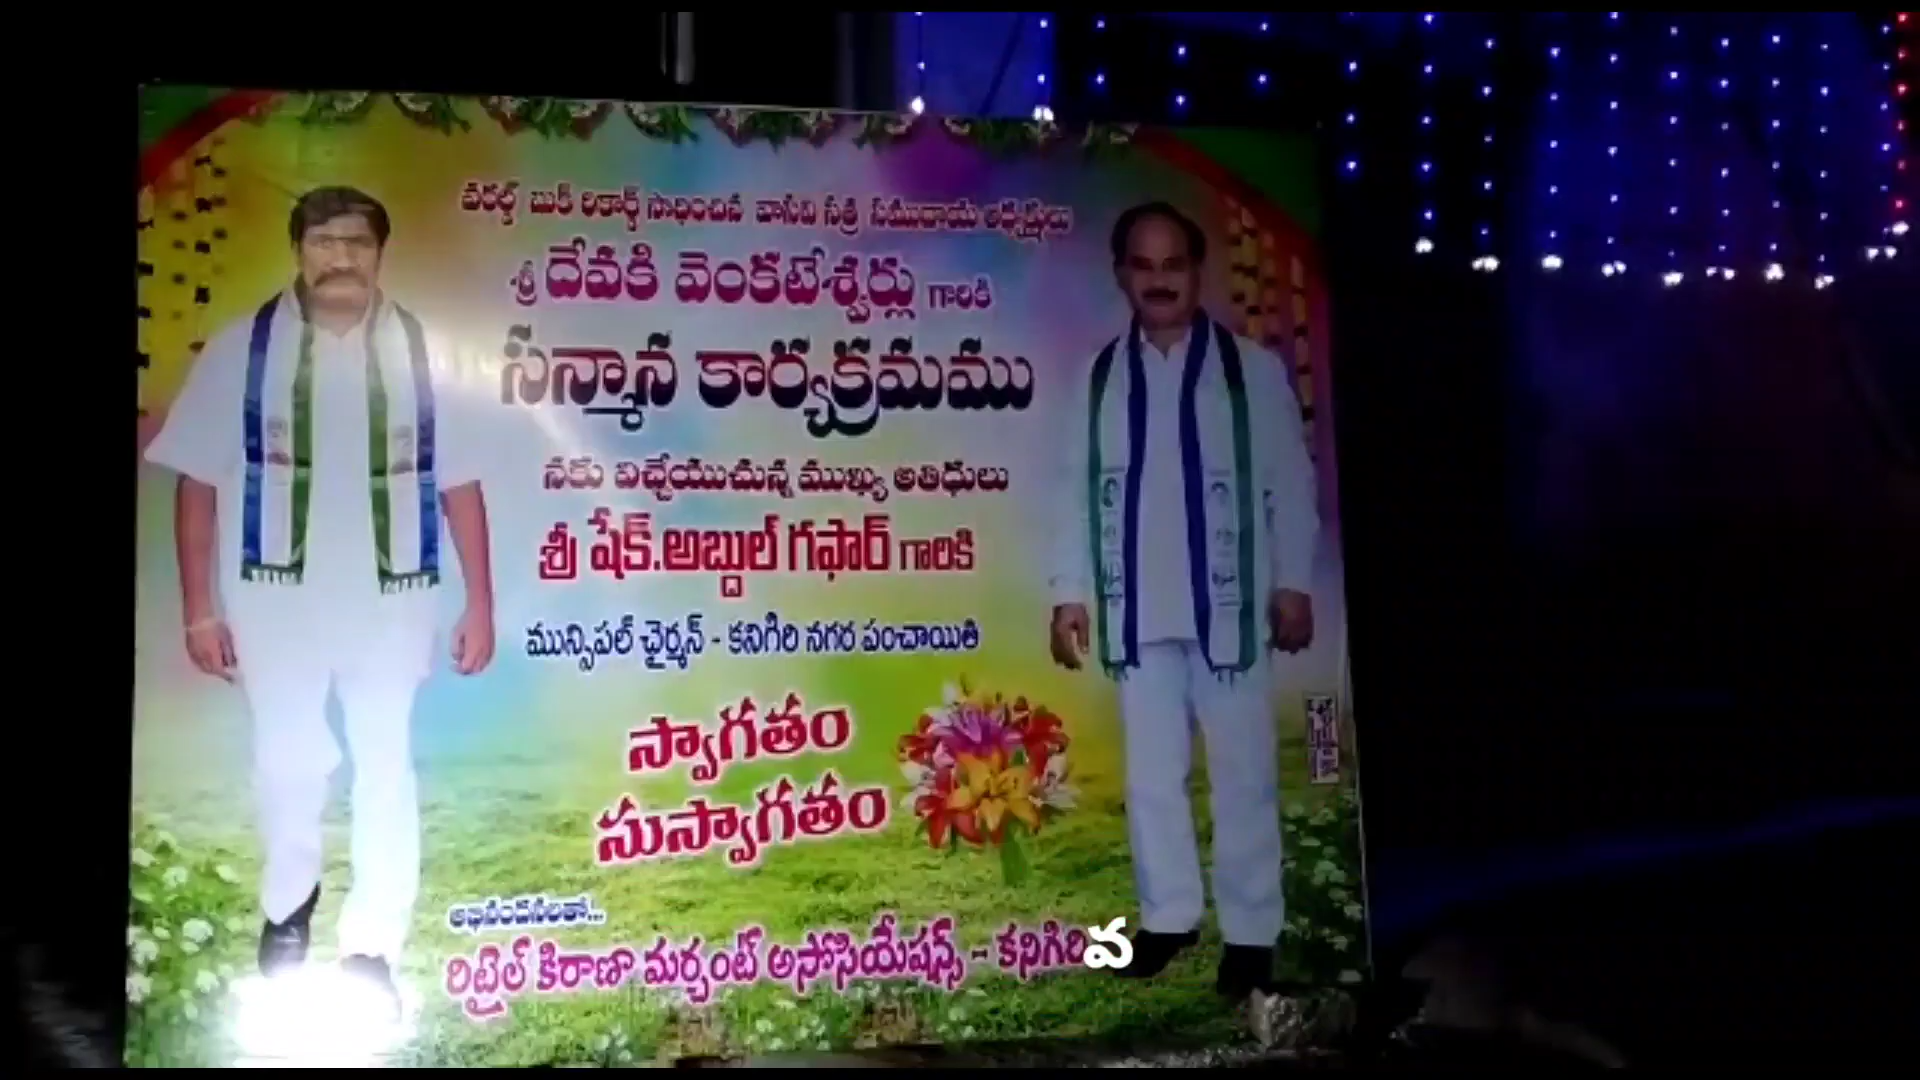 వరల్డ్ బుక్ రికార్డ్ సాధించిన వాసవి సత్ర సముదాయ అధ్యక్షులు
శ్రీ దేవకి వెంకటేశ్వర్లు గారికి
సన్మాన కార్యక్రమము
నకు విచ్చేయుచున్న ముఖ్య అతిధులు
శ్రీ షేక్.అబ్దుల్ గఫార్ గారికి
మున్సిపల్ ఛైర్మన్ - కనిగిరి నగర పంచాయితి
స్వాగతం
సుస్వాగతం
అభినందనలతో...
రిటైల్ కిరాణా మర్చంట్ అసోసియేషన్స్ - కనిగిరి
వ